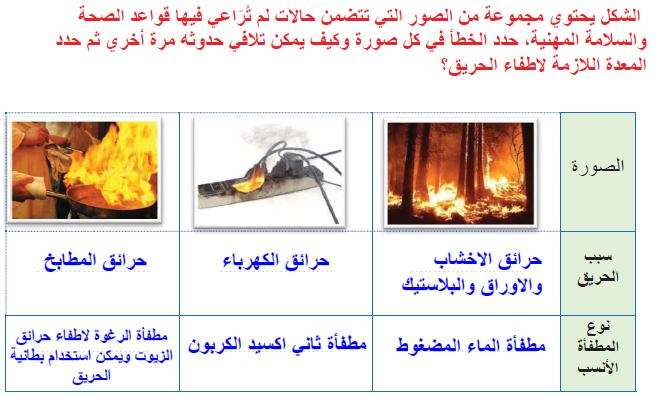 الشكل يحتوي مجموعة من الصور التي تتضمن حالات لم تُرَاعي فيها قواعد الصحة
والسلامة المهنية، حدد الخطأ في كل صورة وكيف يمكن تلافي حدوثه مرة أخري ثم حدد
المعدة اللازمة لاطفاء الحريق؟
الصورة
سبب
الحريق
حرائق الاخشاب
والاوراق والبلاستيك
حرائق الكهرباء
حرائق المطابخ
نوع
المطفأة
الأنسب
مطفأة الماء المضغوط
مطفأة ثاني اكسيد الكربون
مطفأة الرغوة لاطفاء حرائق
الزيوت ويمكن استخدام بطانية
الحريق